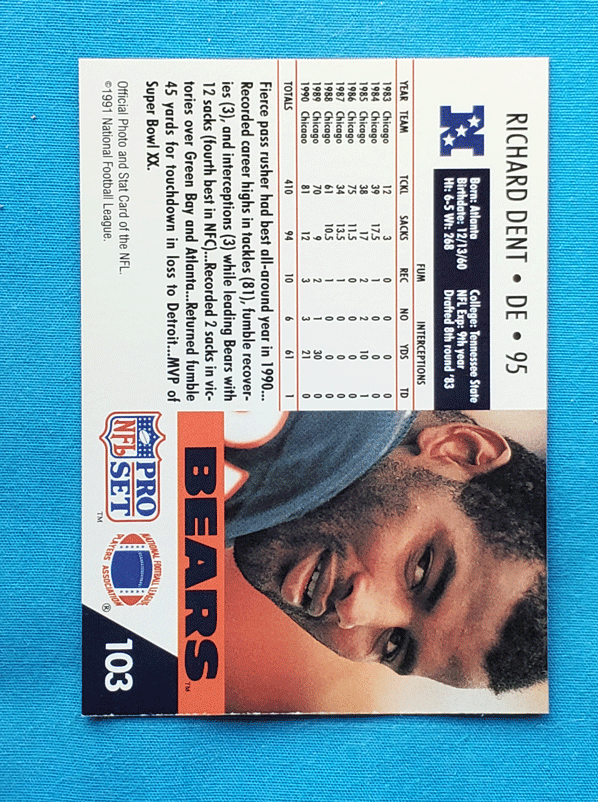 RICHARD DENT • DE • 95
N
Born: Atlanta College: Tennessee State
Birthdate: 12/13/60 NFL Exp: 9th year
Ht: 6-5 Wt: 268 Drafted 8th round '83
FUM INTERCEPTIONS
YEAR TEAM TCKL SACKS REC NO YDS TD
1983 Chicago 12 3 0 0 0 0
1984 Chicago 39 17.5 1 0 0 0
1985 Chicago 38 17 2 2 10 1
1986 Chicago 75 11.5 0 0 0 0
1987 Chicago 34 13.5 2 0 0 0
1988 Chicago 61 10.5 1 0 0 0
1989 Chicago 70 9 1 1 30 0
1990 Chicago 81 12 3 3 21 0
TOTALS 410 94 10 6 61 1
Fierce pass rusher had best all-around year in 1990...
Recorded career highs in tackles (81), fumble recover-
ies (3), and interceptions (3) while leading Bears with
12 sacks (fourth best in NFC)...Recorded 2 sacks in vic-
tories over Green Bay and Atlanta...Returned fumble
45 yards for touchdown in loss to Detroit...MVP of
Super Bowl XX.
Official Photo and Stat Card of the NFL.
©1991 National Football League.
BEARS™
PRO
NFL
SET
™
NATIONAL FOOTBALL LEAGUE
PLAYERS ASSOCIATION
®
103